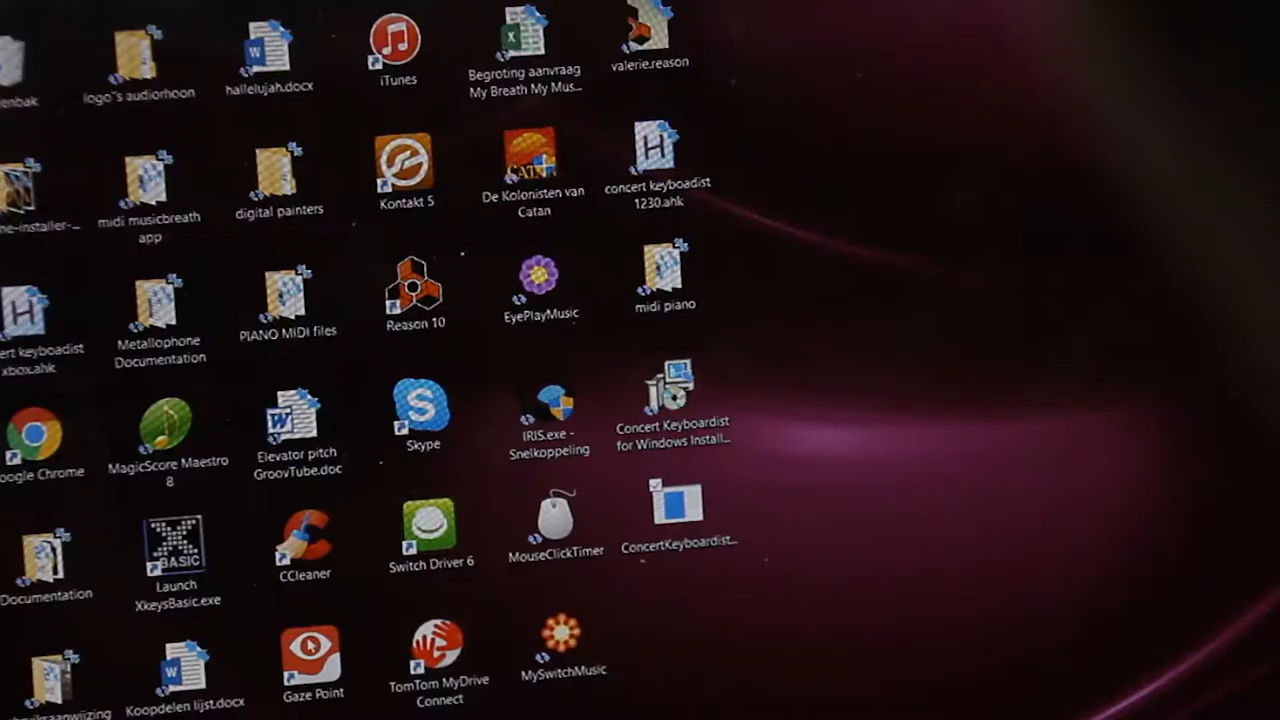 enbak
logo"s audiorhoon
hallelujah.docx
iTunes
Begroting aanvraag
My Breath My Mus...
valerie.reason
ne-installer-...
midi musicbreath
app
digital painters
Kontakt 5
CATAN
De Kolonisten van
Catan
H
concert keyboadist
1230.ahk
H
ert keyboadist
xbox.ahk
Metallophone
Documentation
PIANO MIDI files
Reason 10
EyePlayMusic
midi piano
oogle Chrome
MagicScore Maestro
8
W
Elevator pitch
GroovTube.doc
S
Skype
IRIS.exe -
Snelkoppeling
Concert Keyboardist
for Windows Install...
Documentation
X
BASIC
Launch
XkeysBasic.exe
CCleaner
Switch Driver 6
MouseClickTimer
ConcertKeyboardist...
bruiksaanwijzing
W
Koopdelen lijst.docx
Gaze Point
TomTom MyDrive
Connect
MySwitchMusic